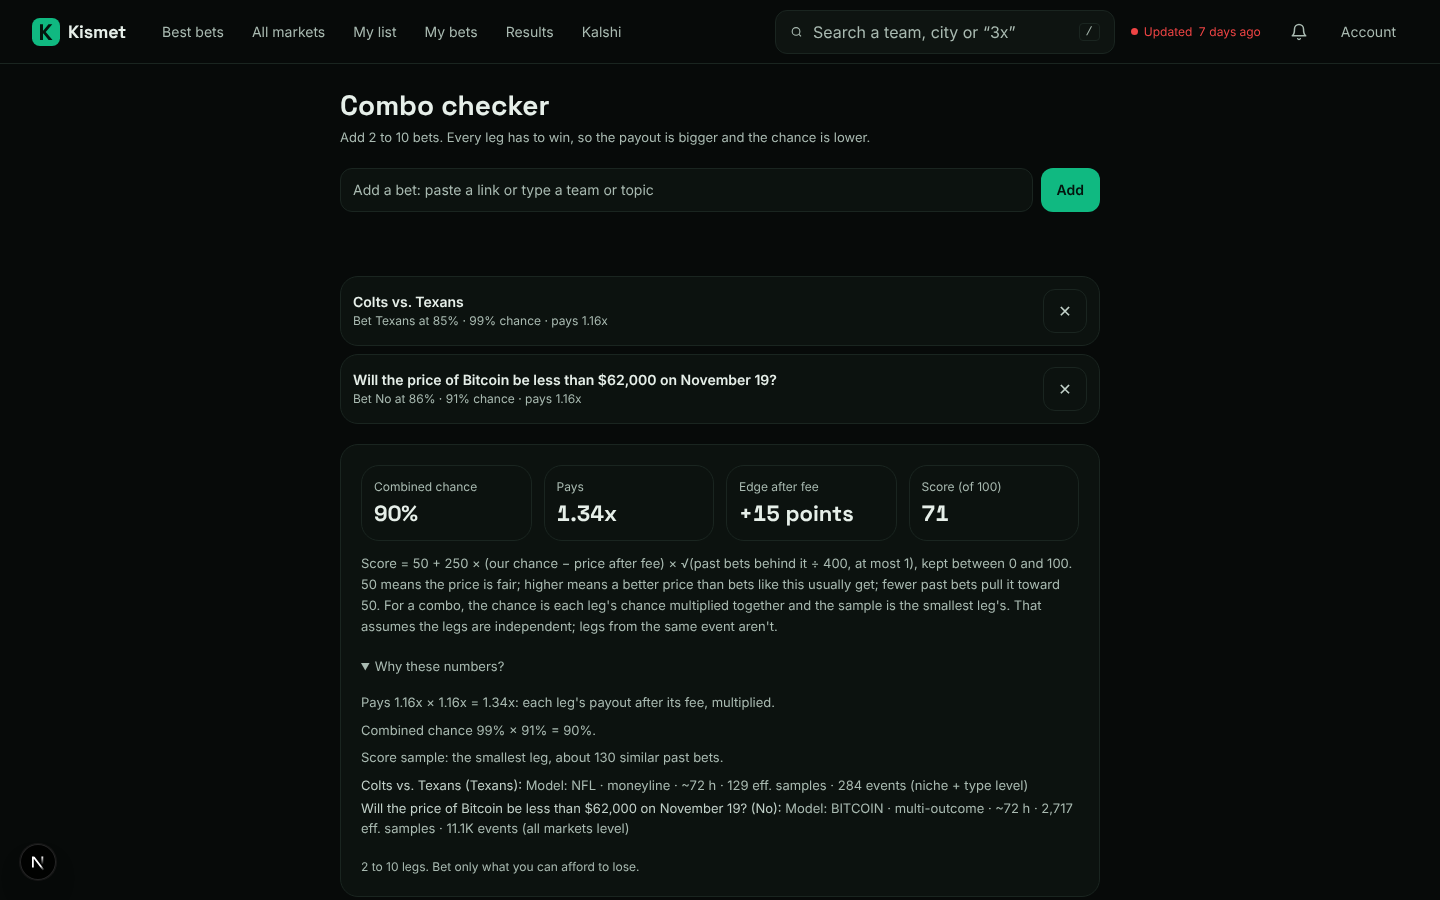 K Kismet
Best bets
All markets
My list
My bets
Results
Kalshi
Search a team, city or “3x”
/
Updated 7 days ago
Account
Combo checker
Add 2 to 10 bets. Every leg has to win, so the payout is bigger and the chance is lower.
Add a bet: paste a link or type a team or topic
Add
Colts vs. Texans
Bet Texans at 85% · 99% chance · pays 1.16x
✕
Will the price of Bitcoin be less than $62,000 on November 19?
Bet No at 86% · 91% chance · pays 1.16x
✕
Combined chance
90%
Pays
1.34x
Edge after fee
+15 points
Score (of 100)
71
Score = 50 + 250 × (our chance − price after fee) × √(past bets behind it ÷ 400, at most 1), kept between 0 and 100.
50 means the price is fair; higher means a better price than bets like this usually get; fewer past bets pull it toward
50. For a combo, the chance is each leg's chance multiplied together and the sample is the smallest leg's. That
assumes the legs are independent; legs from the same event aren't.
▼ Why these numbers?
Pays 1.16x × 1.16x = 1.34x: each leg's payout after its fee, multiplied.
Combined chance 99% × 91% = 90%.
Score sample: the smallest leg, about 130 similar past bets.
Colts vs. Texans (Texans): Model: NFL · moneyline · ~72 h · 129 eff. samples · 284 events (niche + type level)
Will the price of Bitcoin be less than $62,000 on November 19? (No): Model: BITCOIN · multi-outcome · ~72 h · 2,717
eff. samples · 11.1K events (all markets level)
2 to 10 legs. Bet only what you can afford to lose.
N